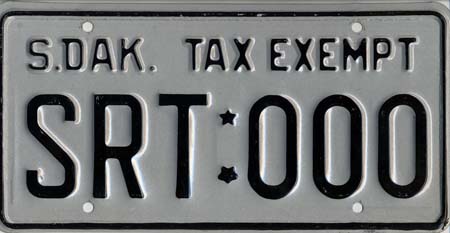 S.DAK. TAX EXEMPT
SRT:000